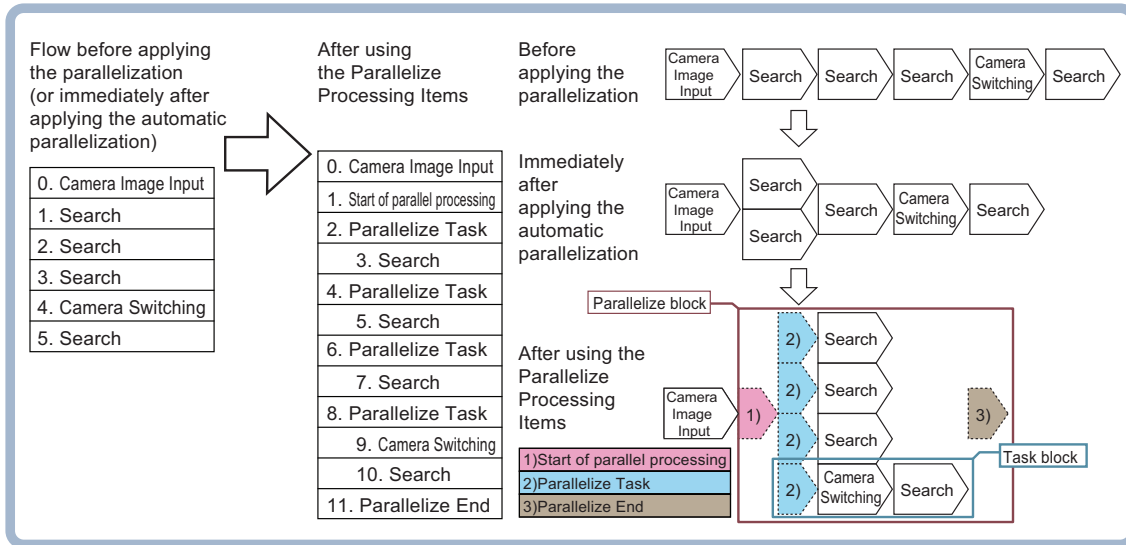 Flow before applying
the parallelization
(or immediately after
applying the automatic
parallelization)
0. Camera Image Input
1. Search
2. Search
3. Search
4. Camera Switching
5. Search
After using
the Parallelize
Processing Items
0. Camera Image Input
1. Start of parallel processing
2. Parallelize Task
3. Search
4. Parallelize Task
5. Search
6. Parallelize Task
7. Search
8. Parallelize Task
9. Camera Switching
10. Search
11. Parallelize End
Before
applying the
parallelization
Camera
Image
Input
Search
Search
Search
Camera
Switching
Search
Immediately
after
applying the
automatic
parallelization
Camera
Image
Input
Search
Search
Search
Camera
Switching
Search
Parallelize block
After using the
Parallelize
Processing
Items
Camera
Image
Input
1)
2)
Search
2)
Search
2)
Search
2)
Camera
Switching
Search
3)
Task block
1)Start of parallel processing
2)Parallelize Task
3)Parallelize End